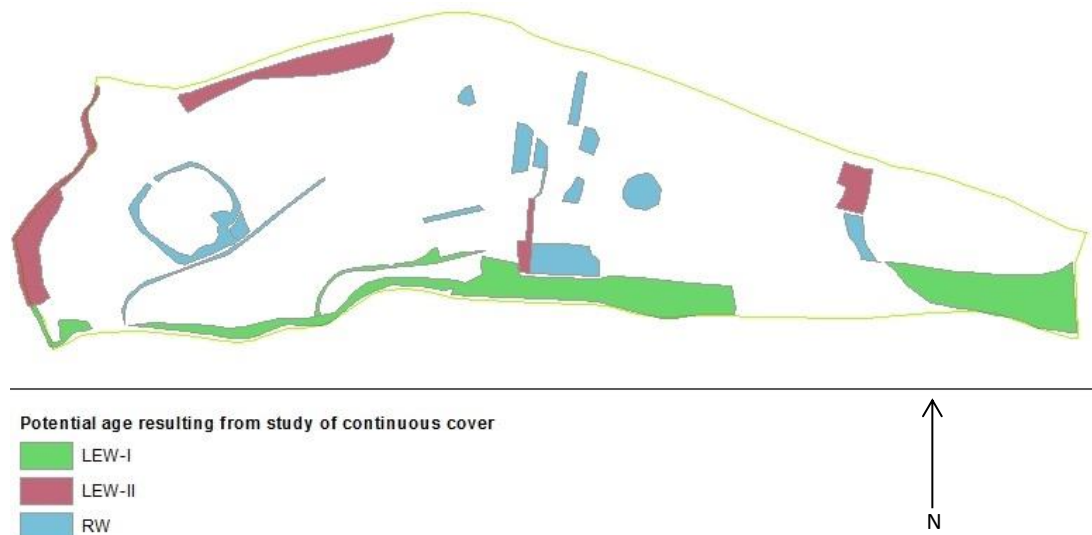 Potential age resulting from study of continuous cover
LEW-I
LEW-II
RW
N